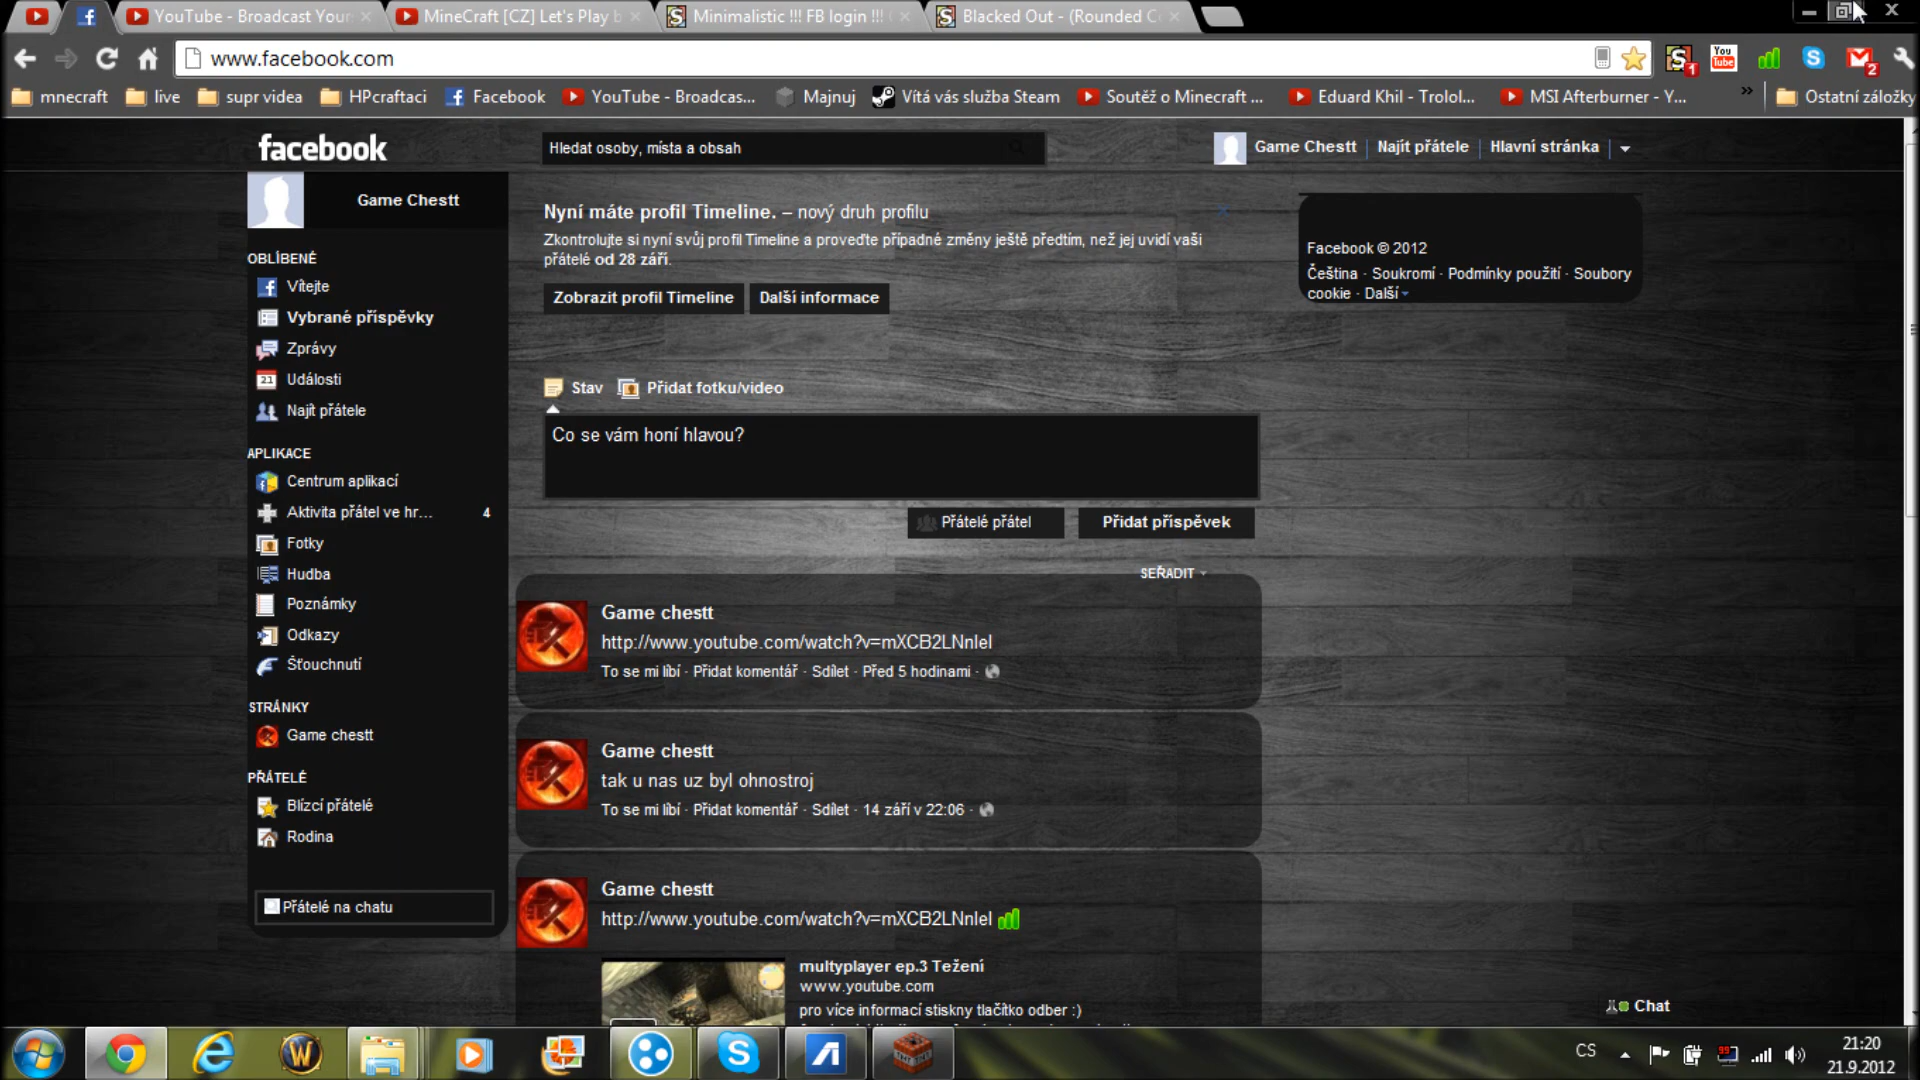 YouTube - Broadcast Your
MineCraft [CZ] Let's Play b
Minimalistic !!! FB login !!!
Blacked Out - (Rounded C
www.facebook.com
1
You Tube
2
mnecraft
live
supr videa
HPcraftaci
Facebook
YouTube - Broadcas...
Majnuj
Vítá vás služba Steam
Soutěž o Minecraft ...
Eduard Khil - Trolol...
MSI Afterburner - Y...
»
Ostatní záložky
facebook
Hledat osoby, místa a obsah
Game Chestt
Najít přátele
Hlavní stránka
Game Chestt
OBLÍBENÉ
Vítejte
Vybrané příspěvky
Zprávy
21
Události
Najít přátele
APLIKACE
Centrum aplikací
Aktivita přátel ve hr... 4
Fotky
Hudba
Poznámky
Odkazy
Šťouchnutí
STRÁNKY
Game chestt
PŘÁTELÉ
Blízcí přátelé
Rodina
Přátelé na chatu
Nyní máte profil Timeline. – nový druh profilu
Zkontrolujte si nyní svůj profil Timeline a proveďte případné změny ještě předtím, než jej uvidí vaši
přátelé od 28 září.
Zobrazit profil Timeline
Další informace
Stav
Přidat fotku/video
Co se vám honí hlavou?
Přátelé přátel
Přidat příspěvek
SEŘADIT
Game chestt
http://www.youtube.com/watch?v=mXCB2LNnIeI
To se mi líbí · Přidat komentář · Sdílet · Před 5 hodinami ·
Game chestt
tak u nas uz byl ohnostroj
To se mi líbí · Přidat komentář · Sdílet · 14 září v 22:06 ·
Game chestt
http://www.youtube.com/watch?v=mXCB2LNnIeI
multyplayer ep.3 Težení
www.youtube.com
pro více informací stiskny tlačítko odber :)
Facebook © 2012
Čeština · Soukromí · Podmínky použití · Soubory
cookie · Další
Chat
CS
21:20
21.9.2012